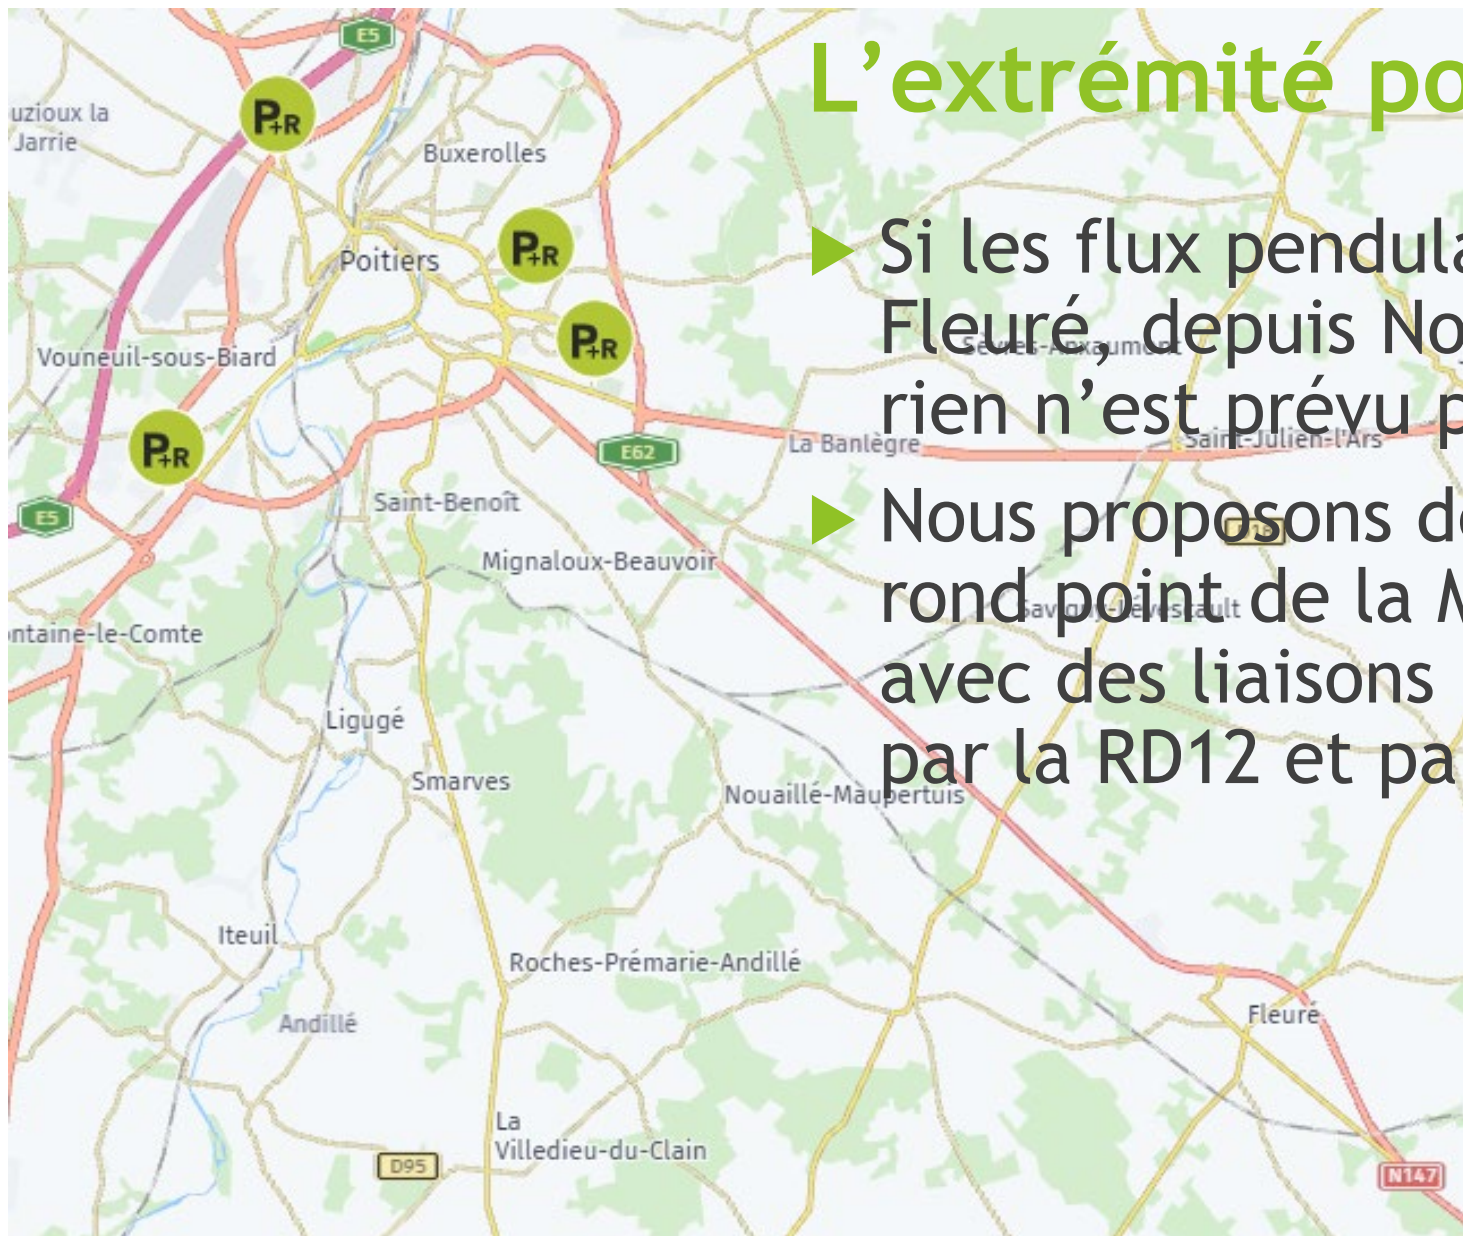 L’extrémité po
Si les flux pendula
Fleuré, depuis No
rien n’est prévu p
Nous proposons de
rond point de la M
avec des liaisons
par la RD12 et pa
E5
P+R
uzioux la
Jarrie
Buxerolles
P+R
Poitiers
P+R
Vouneuil-sous-Biard
Sèvres-Anxaumont
P+R
E62
La Banlègre
Saint-Julien-l'Ars
E5
Saint-Benoît
Mignaloux-Beauvoir
Savigny-Lévescault
ontaine-le-Comte
Ligugé
Smarves
Nouaillé-Maupertuis
Iteuil
Roches-Prémarie-Andillé
Andillé
Fleuré
La
Villedieu-du-Clain
D95
N147